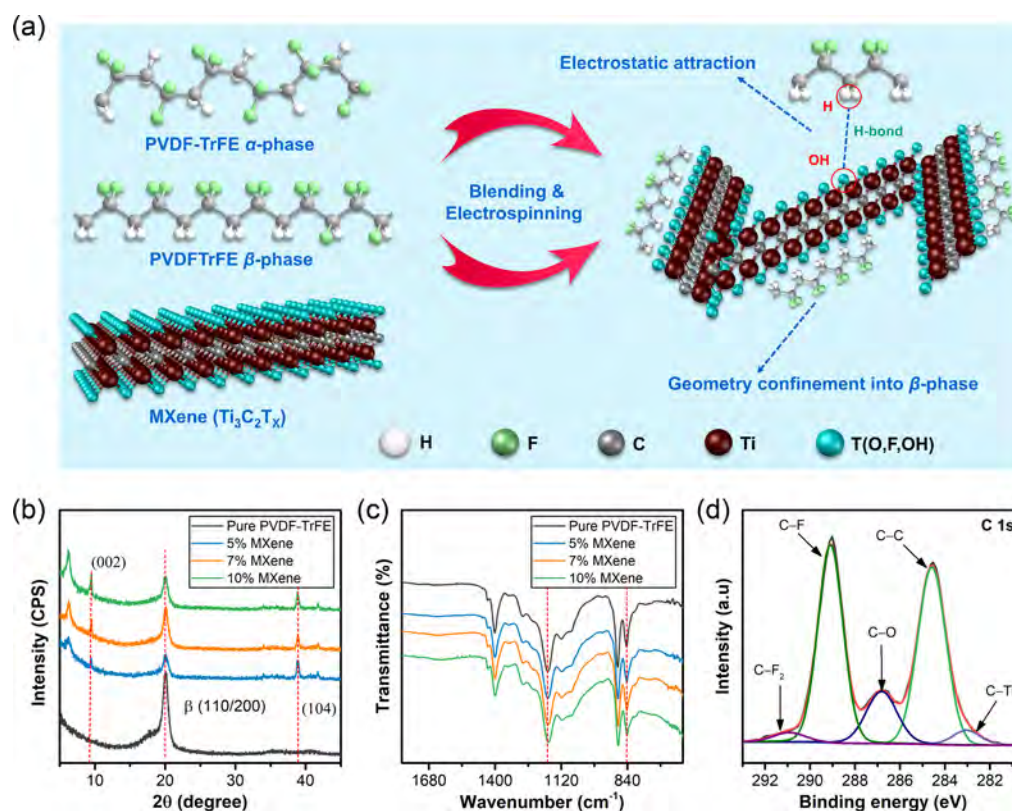 (a)
PVDF-TrFE α-phase
PVDFTrFE β-phase
MXene (Ti₃C₂Tₓ)
Blending &
Electrospinning
Electrostatic attraction
H
H-bond
OH
Geometry confinement into β-phase
H
F
C
Ti
T(O,F,OH)
(b)
Pure PVDF-TrFE
5% MXene
7% MXene
10% MXene
(002)
β (110/200)
(104)
Intensity (CPS)
10
20
30
40
2θ (degree)
(c)
Pure PVDF-TrFE
5% MXene
7% MXene
10% MXene
Transmittance (%)
1680
1400
1120
840
Wavenumber (cm⁻¹)
(d)
C 1s
C–F
C–C
C–O
C–F₂
C–Ti
Intensity (a.u)
292
290
288
286
284
282
Binding energy (eV)